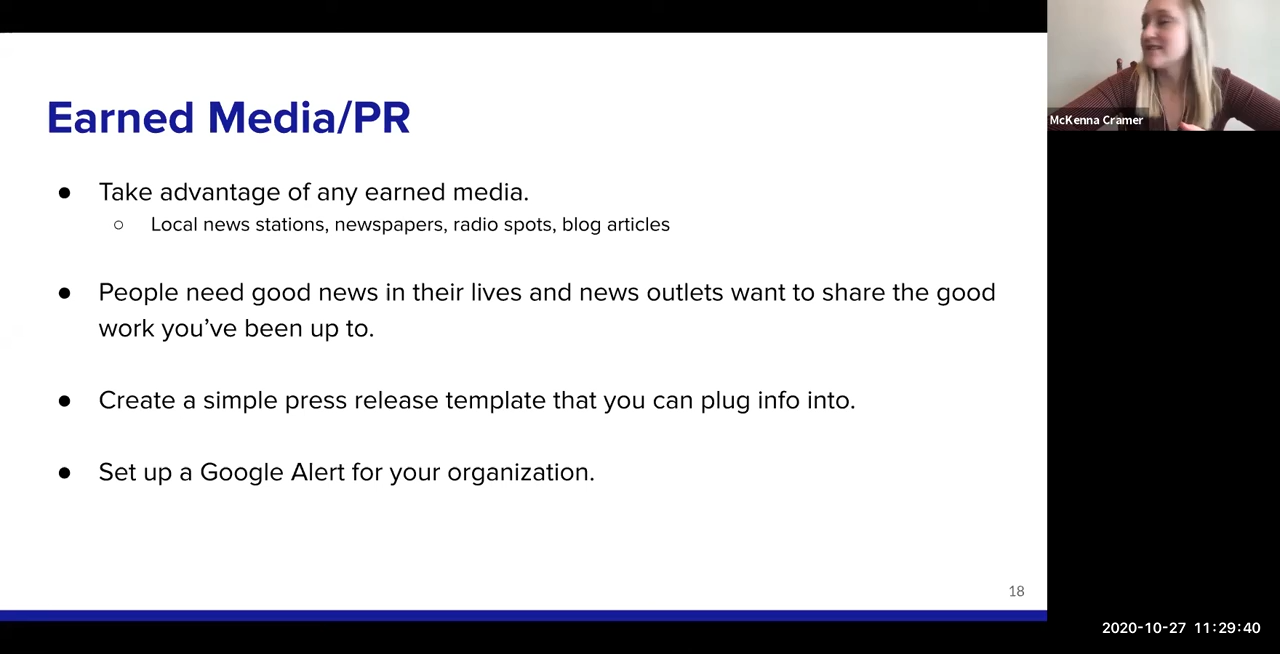 Earned Media/PR
● Take advantage of any earned media.
○ Local news stations, newspapers, radio spots, blog articles
● People need good news in their lives and news outlets want to share the good
work you’ve been up to.
● Create a simple press release template that you can plug info into.
● Set up a Google Alert for your organization.
18
McKenna Cramer
2020-10-27 11:29:40